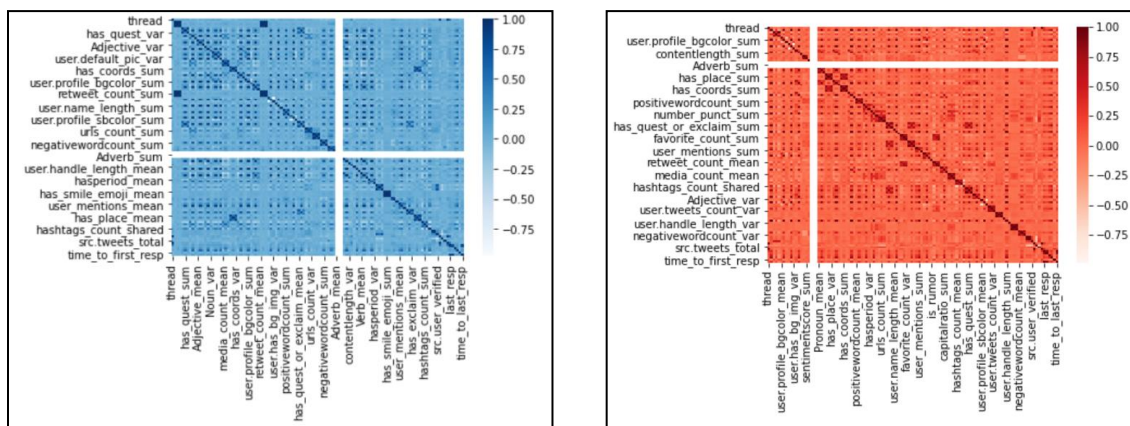 thread
has_quest_var
Adjective_var
user.default_pic_var
has_coords_sum
user.profile_bgcolor_sum
retweet_count_sum
user.name_length_sum
user.profile_sbcolor_sum
urls_count_sum
negativewordcount_sum
Adverb_sum
user.handle_length_mean
hasperiod_mean
has_smile_emoji_mean
user_mentions_mean
has_place_mean
hashtags_count_shared
src.tweets_total
time_to_first_resp
thread
has_quest_sum
Adjective_mean
Noun_var
media_count_mean
has_coords_var
user.profile_bgcolor_sum
retweet_count_mean
user.has_bg_img_var
positivewordcount_sum
has_quest_or_exclaim_mean
urls_count_var
negativewordcount_sum
Adverb_mean
contentlength_var
Verb_mean
hasperiod_var
has_smile_emoji_sum
user_mentions_mean
has_exclaim_var
hashtags_count_sum
src.user_verified
last_resp
time_to_last_resp
1.00
0.75
0.50
0.25
0.00
−0.25
−0.50
−0.75
thread
user.profile_bgcolor_sum
contentlength_sum
Adverb_sum
has_place_sum
has_coords_sum
positivewordcount_sum
number_punct_sum
has_quest_or_exclaim_sum
favorite_count_sum
user_mentions_sum
retweet_count_mean
media_count_mean
hashtags_count_shared
Adjective_var
user.tweets_count_var
user.handle_length_var
negativewordcount_var
src.tweets_total
time_to_first_resp
thread
user.profile_bgcolor_mean
user.has_bg_img_var
sentimentscore_sum
Pronoun_mean
has_place_var
has_coords_sum
positivewordcount_mean
hasperiod_var
urls_count_sum
user.name_length_mean
favorite_count_var
user_mentions_sum
is_rumor
capitalratio_sum
hashtags_count_mean
has_quest_sum
user.profile_sbcolor_mean
user.tweets_count_var
user.handle_length_sum
negativewordcount_mean
src.user_verified
last_resp
time_to_last_resp
1.00
0.75
0.50
0.25
0.00
−0.25
−0.50
−0.75